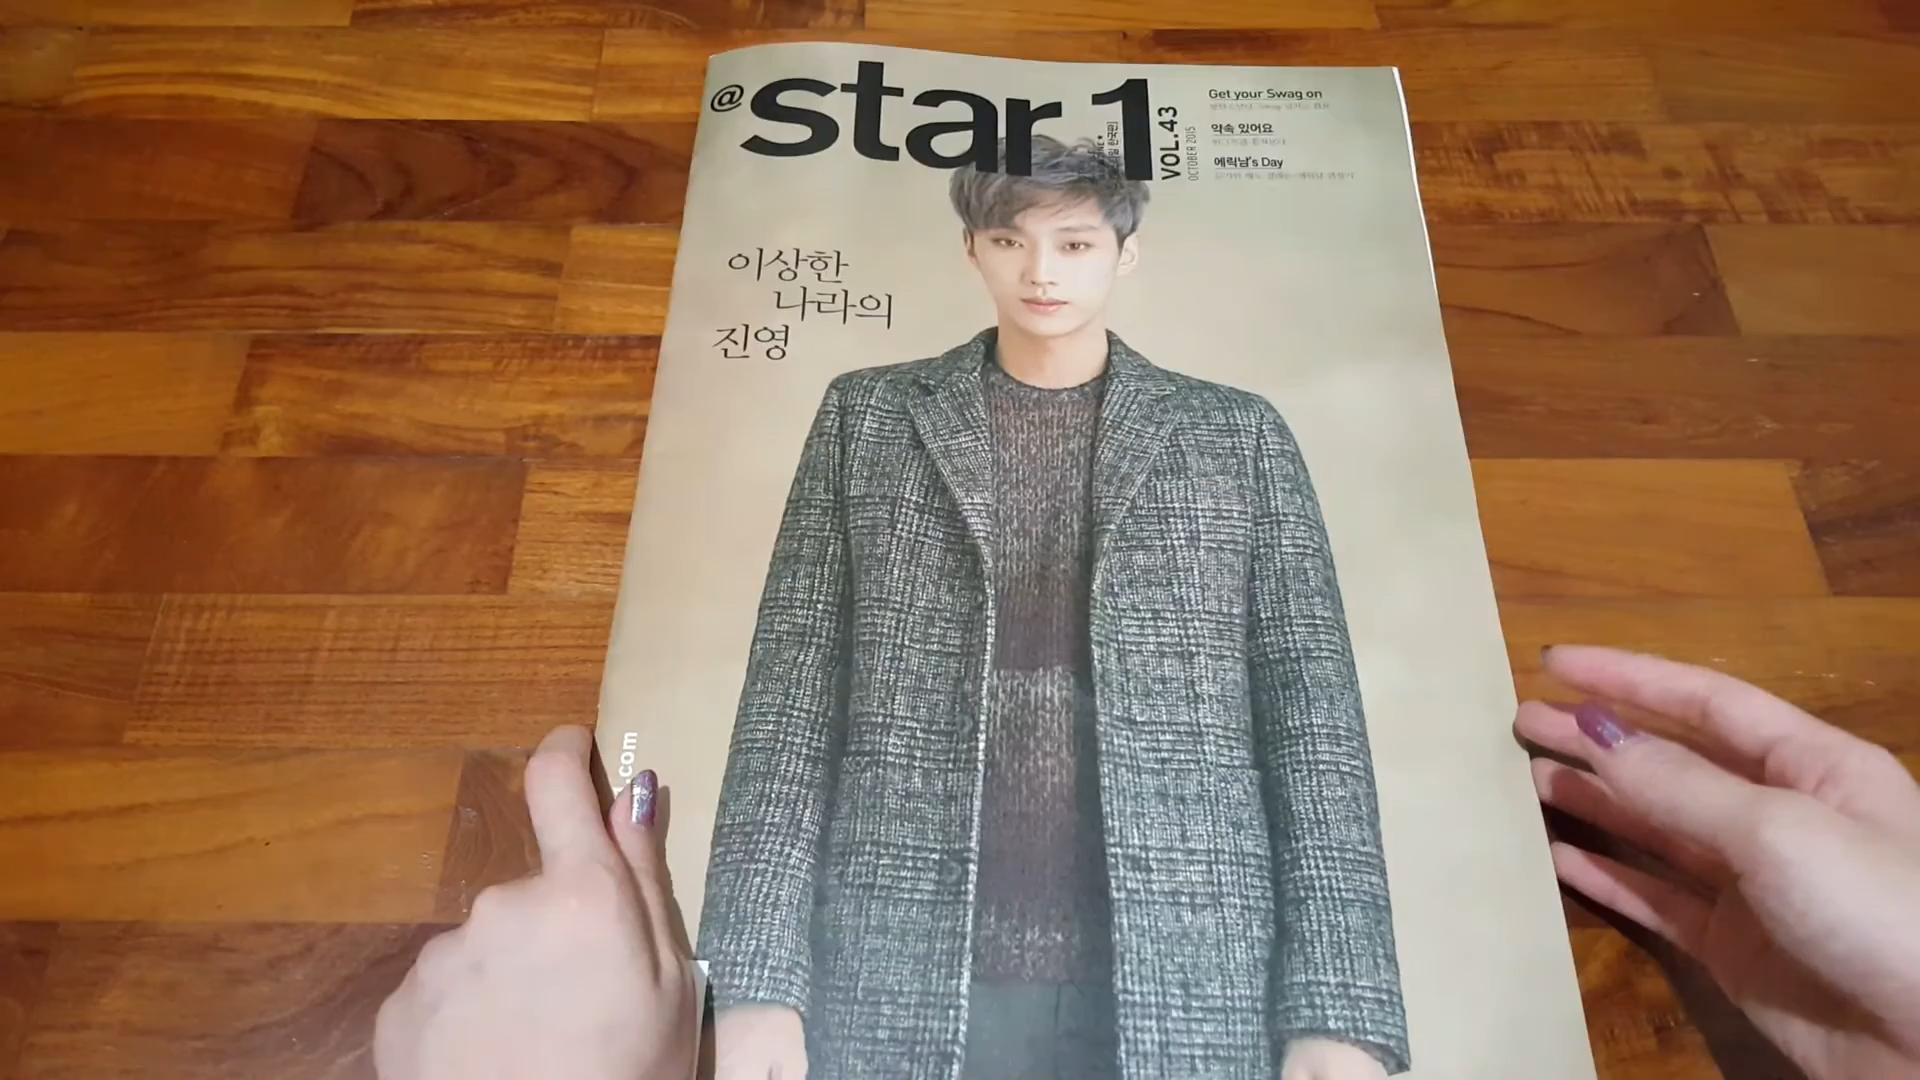 @star1
VOL.43
OCTOBER 2015
Get your Swag on
약속 있어요
에릭남's Day
이상한
나라의
진영
.com